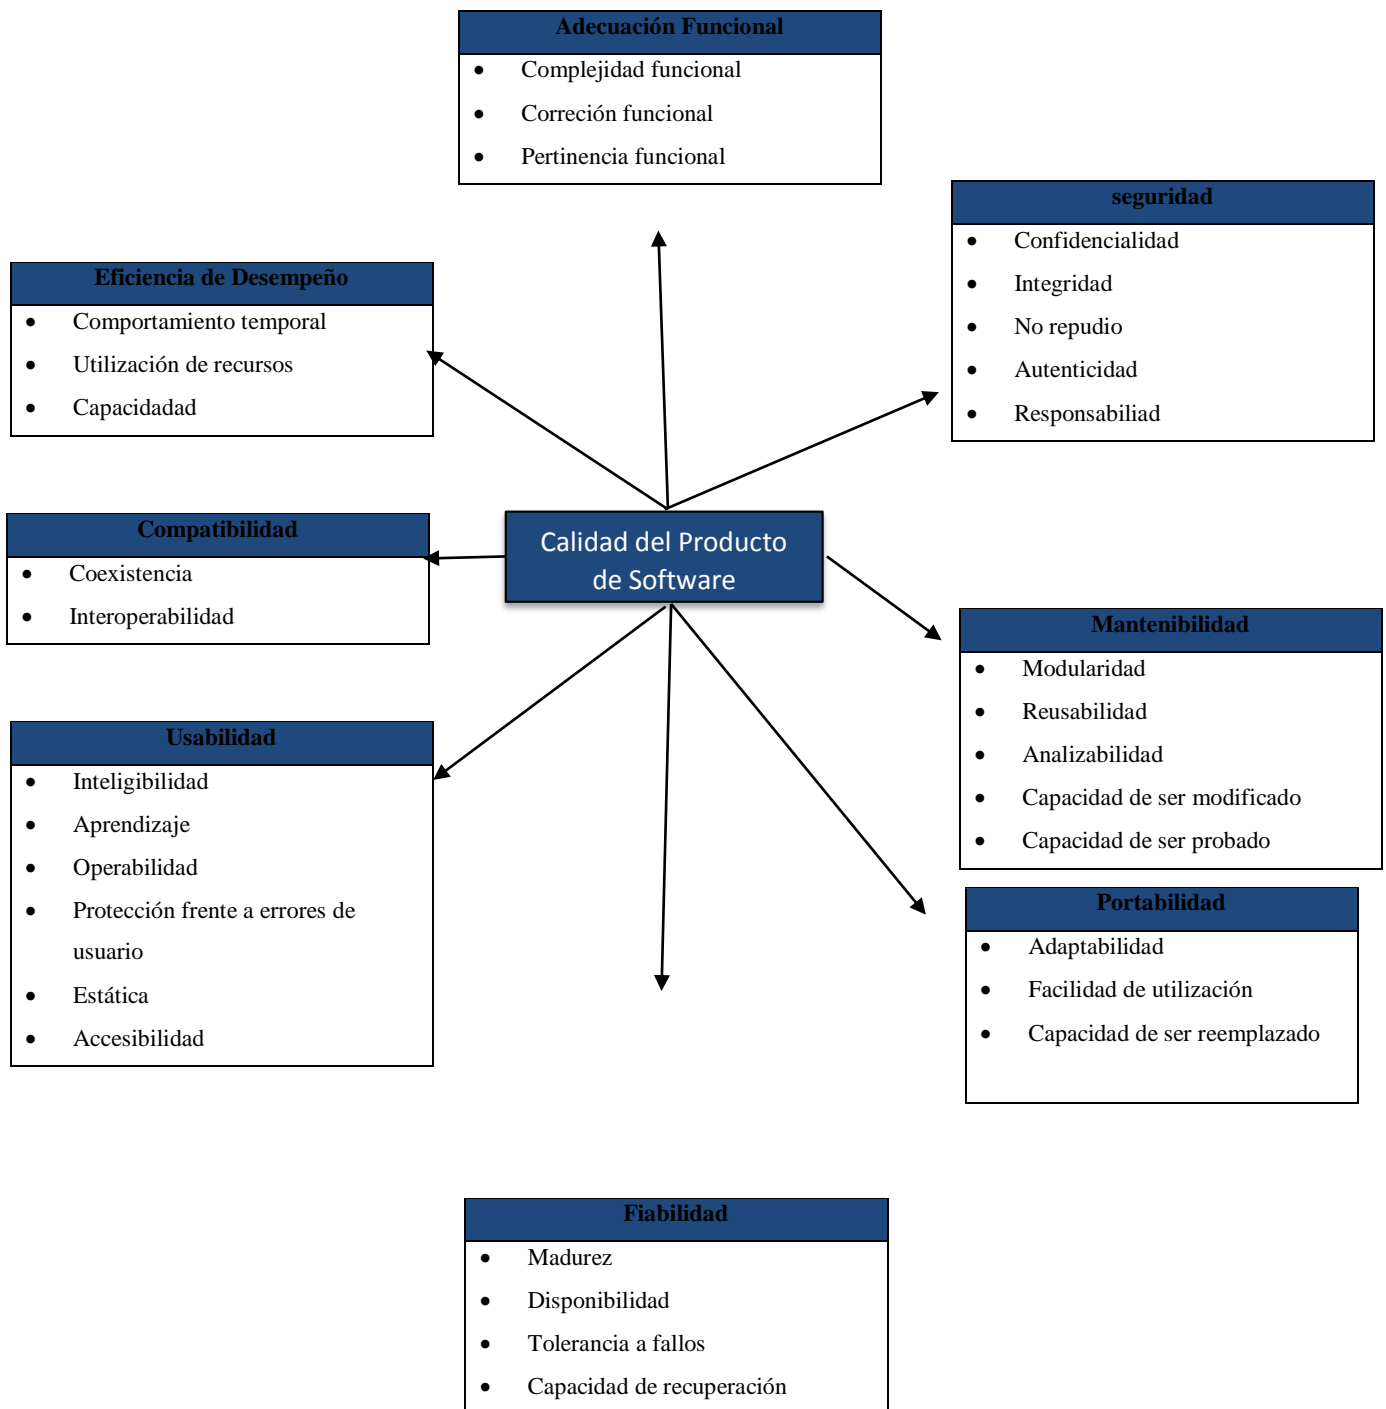 Adecuación Funcional
• Complejidad funcional
• Correción funcional
• Pertinencia funcional
seguridad
• Confidencialidad
• Integridad
• No repudio
• Autenticidad
• Responsabiliad
Eficiencia de Desempeño
• Comportamiento temporal
• Utilización de recursos
• Capacidadad
Compatibilidad
• Coexistencia
• Interoperabilidad
Calidad del Producto
de Software
Mantenibilidad
• Modularidad
• Reusabilidad
• Analizabilidad
• Capacidad de ser modificado
• Capacidad de ser probado
Usabilidad
• Inteligibilidad
• Aprendizaje
• Operabilidad
• Protección frente a errores de
usuario
• Estática
• Accesibilidad
Portabilidad
• Adaptabilidad
• Facilidad de utilización
• Capacidad de ser reemplazado
Fiabilidad
• Madurez
• Disponibilidad
• Tolerancia a fallos
• Capacidad de recuperación